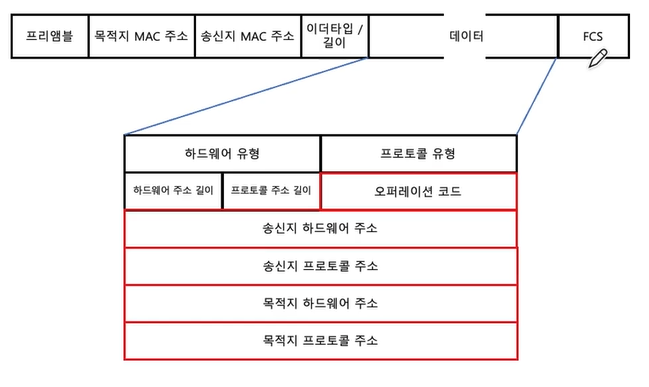 프리앰블
목적지 MAC 주소
송신지 MAC 주소
이더타입 /
길이
데이터
FCS
하드웨어 유형
프로토콜 유형
하드웨어 주소 길이
프로토콜 주소 길이
오퍼레이션 코드
송신지 하드웨어 주소
송신지 프로토콜 주소
목적지 하드웨어 주소
목적지 프로토콜 주소